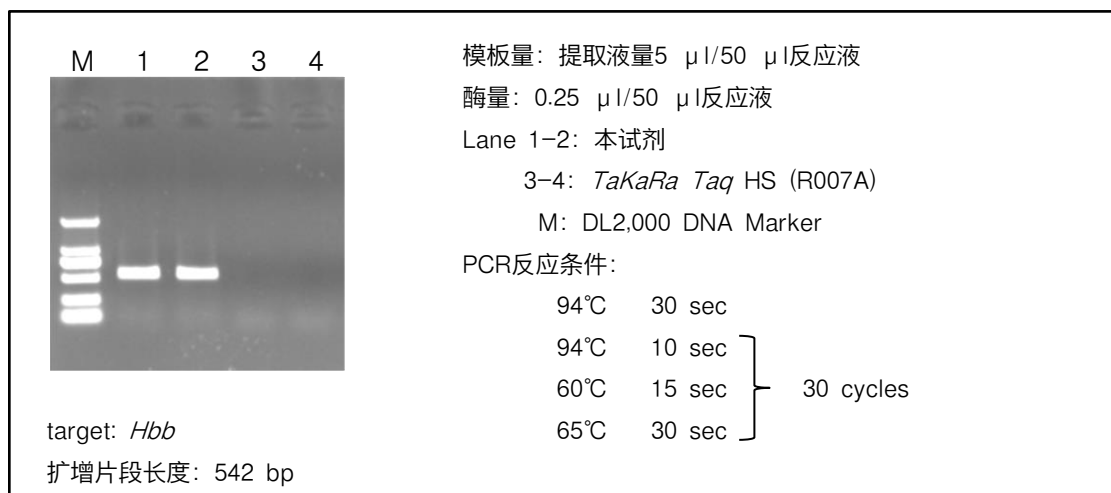 M 1 2 3 4
target: Hbb
扩增片段长度: 542 bp
模板量: 提取液量5 μl/50 μl反应液
酶量: 0.25 μl/50 μl反应液
Lane 1-2: 本试剂
3-4: TaKaRa Taq HS (R007A)
M: DL2,000 DNA Marker
PCR反应条件:
94℃ 30 sec
94℃ 10 sec
60℃ 15 sec 30 cycles
65℃ 30 sec